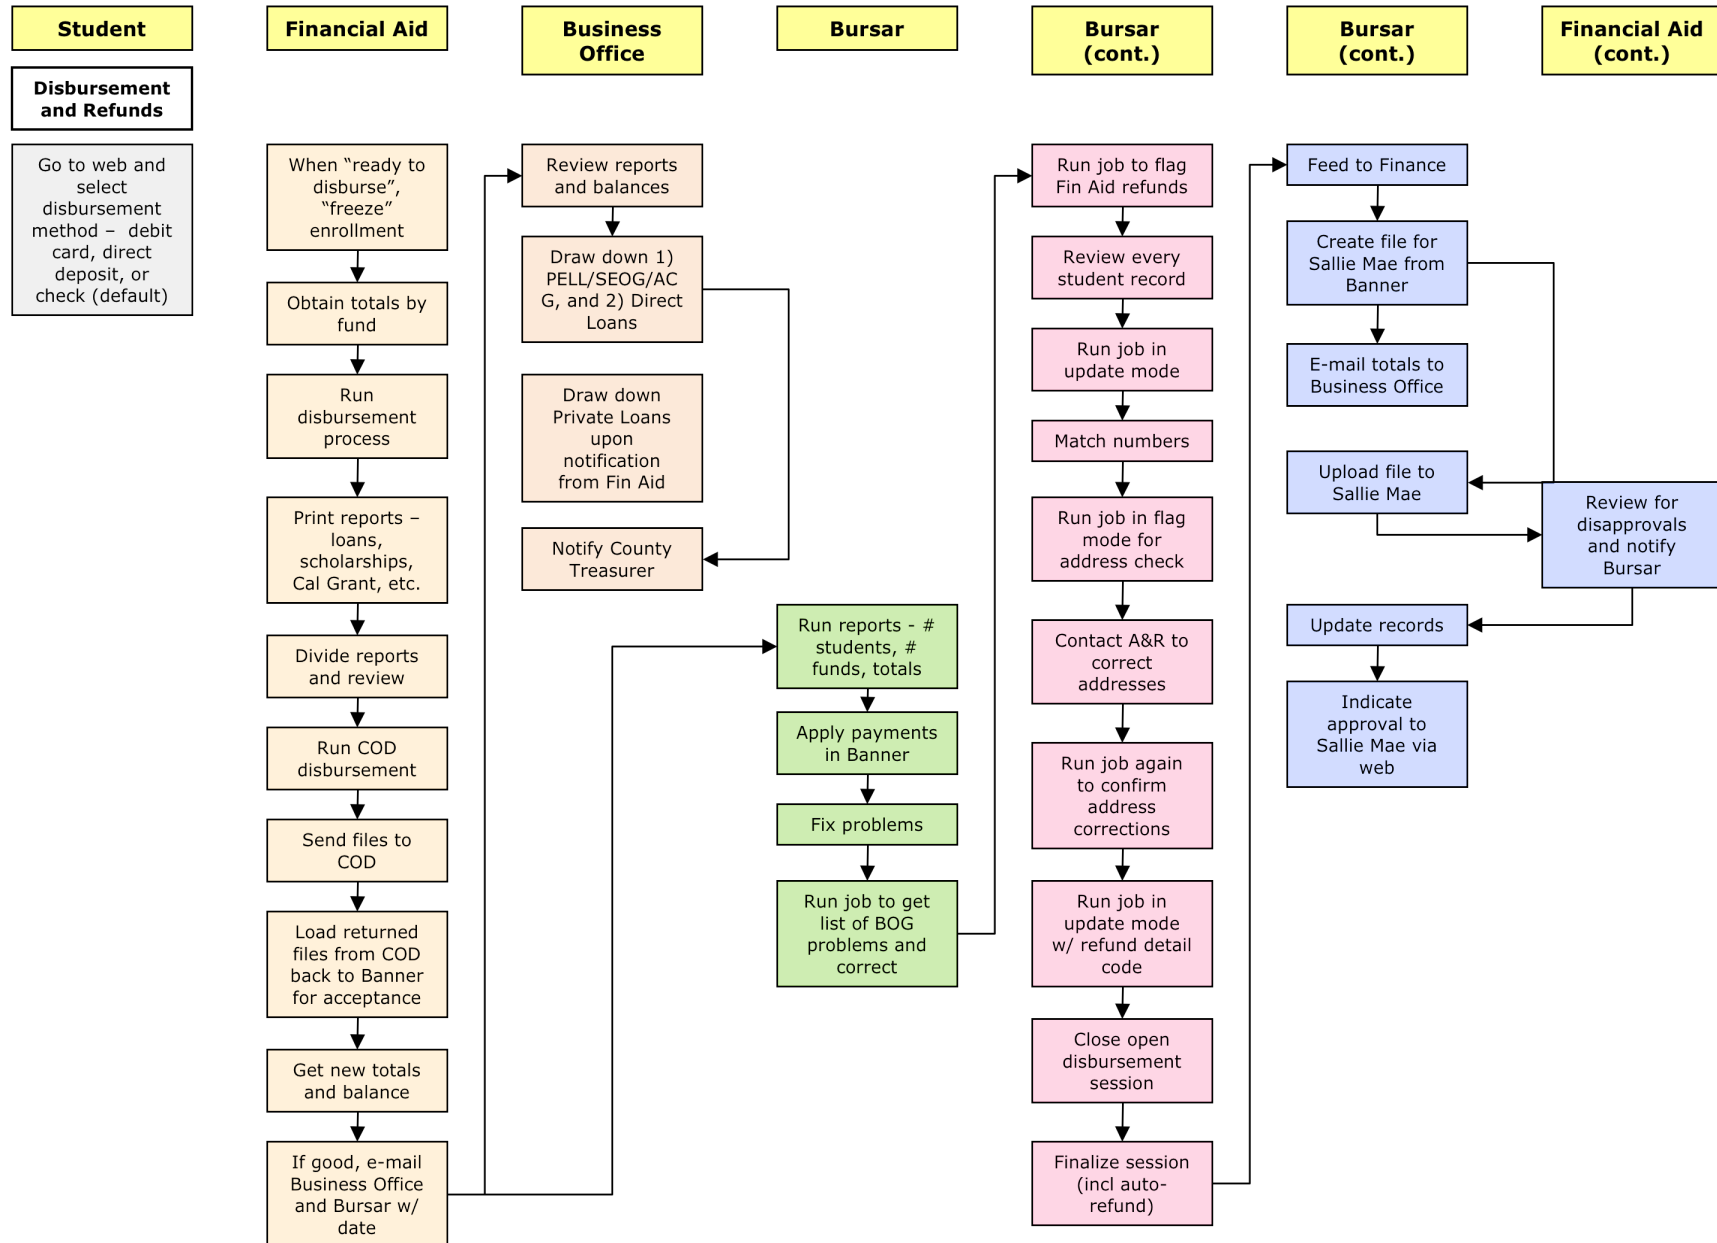 Student
Disbursement
and Refunds
Go to web and
select
disbursement
method –  debit
card, direct
deposit, or
check (default)
Financial Aid
When “ready to
disburse”,
“freeze”
enrollment
Obtain totals by
fund
Run
disbursement
process
Print reports –
loans,
scholarships,
Cal Grant, etc.
Divide reports
and review
Run COD
disbursement
Send files to
COD
Load returned
files from COD
back to Banner
for acceptance
Get new totals
and balance
If good, e-mail
Business Office
and Bursar w/
date
Business
Office
Review reports
and balances
Draw down 1)
PELL/SEOG/AC
G, and 2) Direct
Loans
Draw down
Private Loans
upon
notification
from Fin Aid
Notify County
Treasurer
Bursar
Run reports - #
students, #
funds, totals
Apply payments
in Banner
Fix problems
Run job to get
list of BOG
problems and
correct
Bursar
(cont.)
Run job to flag
Fin Aid refunds
Review every
student record
Run job in
update mode
Match numbers
Run job in flag
mode for
address check
Contact A&R to
correct
addresses
Run job again
to confirm
address
corrections
Run job in
update mode
w/ refund detail
code
Close open
disbursement
session
Finalize session
(incl auto-
refund)
Bursar
(cont.)
Feed to Finance
Create file for
Sallie Mae from
Banner
E-mail totals to
Business Office
Upload file to
Sallie Mae
Update records
Indicate
approval to
Sallie Mae via
web
Financial Aid
(cont.)
Review for
disapprovals
and notify
Bursar